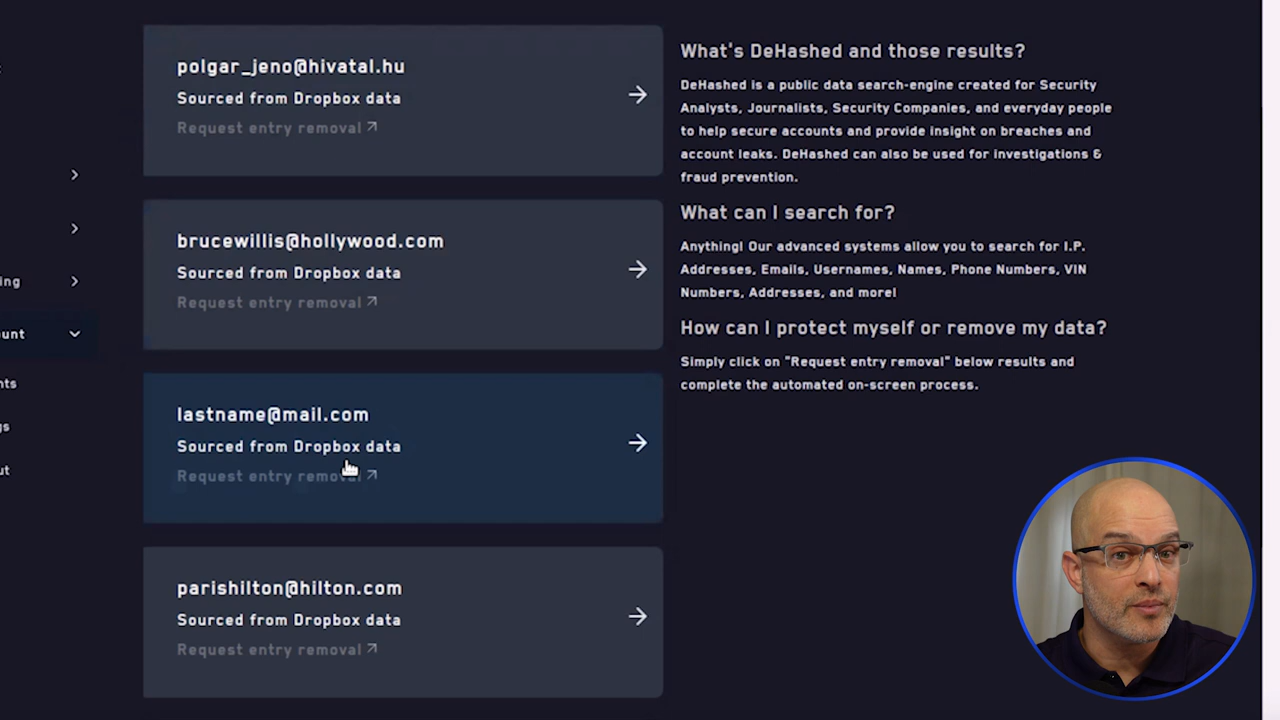 polgar_jeno@hivatal.hu
Sourced from Dropbox data
Request entry removal
brucewillis@hollywood.com
Sourced from Dropbox data
Request entry removal
lastname@mail.com
Sourced from Dropbox data
Request entry removal
parishilton@hilton.com
Sourced from Dropbox data
Request entry removal
What's DeHashed and those results?
DeHashed is a public data search-engine created for Security
Analysts, Journalists, Security Companies, and everyday people
to help secure accounts and provide insight on breaches and
account leaks. DeHashed can also be used for investigations &
fraud prevention.
What can I search for?
Anything! Our advanced systems allow you to search for I.P.
Addresses, Emails, Usernames, Names, Phone Numbers, VIN
Numbers, Addresses, and more!
How can I protect myself or remove my data?
Simply click on "Request entry removal" below results and
complete the automated on-screen process.